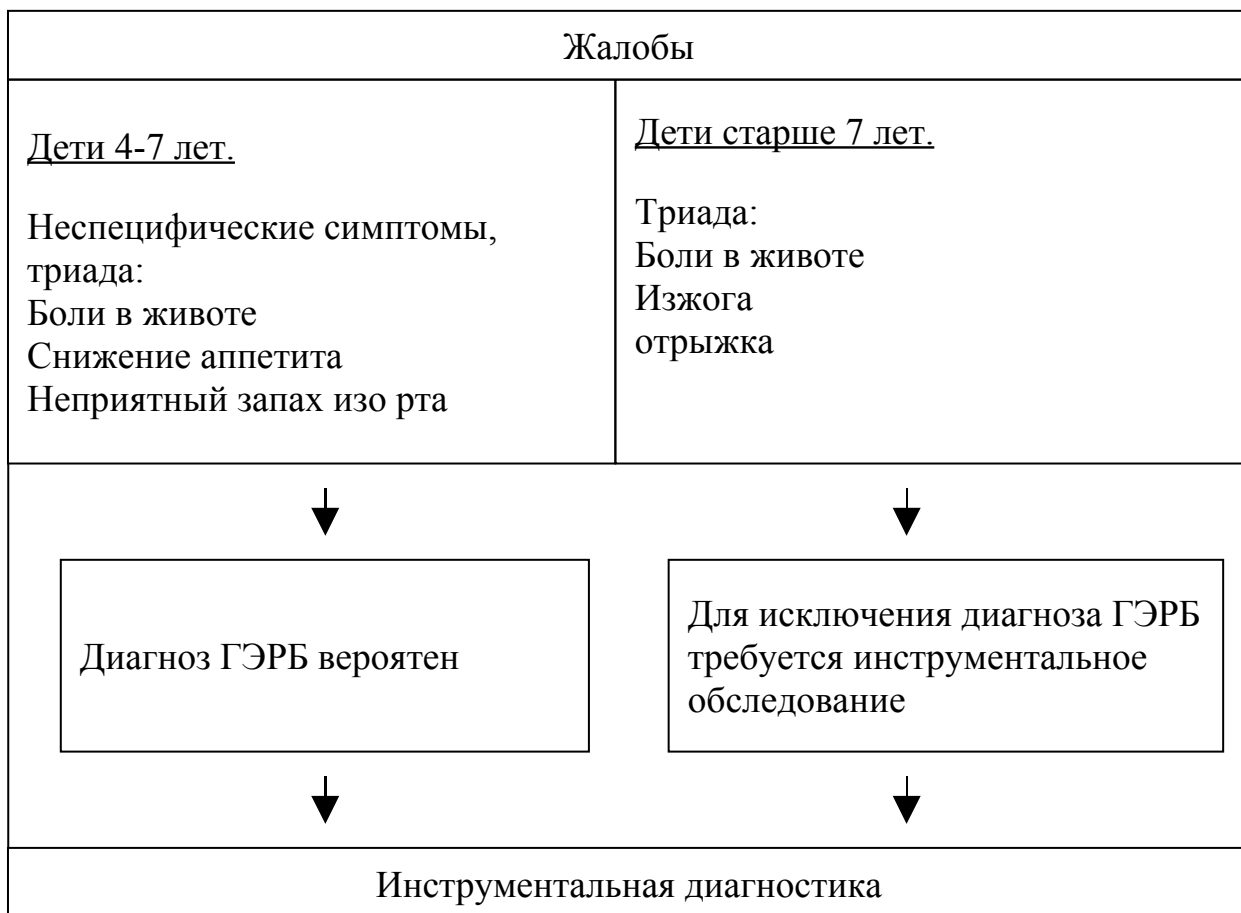 Жалобы
Дети 4-7 лет.
Неспецифические симптомы,
триада:
Боли в животе
Снижение аппетита
Неприятный запах изо рта
Дети старше 7 лет.
Триада:
Боли в животе
Изжога
отрыжка
Диагноз ГЭРБ вероятен
Для исключения диагноза ГЭРБ
требуется инструментальное
обследование
Инструментальная диагностика